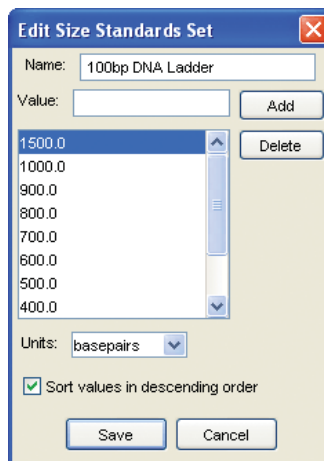 Edit Size Standards Set
Name: 100bp DNA Ladder
Value: Add
Delete
1500.0
1000.0
900.0
800.0
700.0
600.0
500.0
400.0
Units: basepairs
Sort values in descending order
Save Cancel